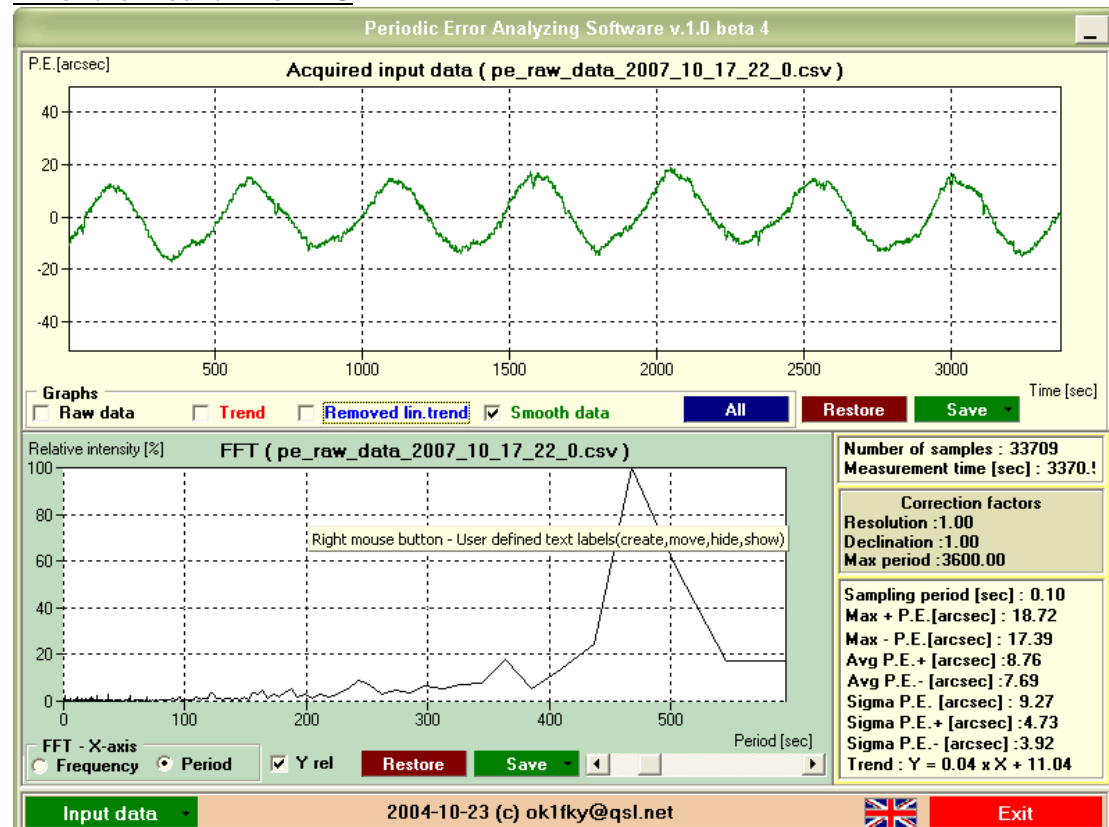 Periodic Error Analyzing Software v.1.0 beta 4
P.E.[arcsec]
Acquired input data ( pe_raw_data_2007_10_17_22_0.csv )
40
20
0
-20
-40
500 1000 1500 2000 2500 3000
Time [sec]
Graphs
Raw data Trend Removed lin.trend Smooth data All Restore Save
Relative intensity [%]
FFT ( pe_raw_data_2007_10_17_22_0.csv )
100
80
60
40
20
0
Right mouse button - User defined text labels(create,move,hide,show)
0 100 200 300 400 500
Period [sec]
FFT - X-axis
Frequency Period Y rel Restore Save
Number of samples : 33709
Measurement time [sec] : 3370.
Correction factors
Resolution :1.00
Declination :1.00
Max period :3600.00
Sampling period [sec] : 0.10
Max + P.E.[arcsec] : 18.72
Max - P.E.[arcsec] : 17.39
Avg P.E.+ [arcsec] :8.76
Avg P.E.- [arcsec] :7.69
Sigma P.E. [arcsec] : 9.27
Sigma P.E.+ [arcsec] :4.73
Sigma P.E.- [arcsec] :3.92
Trend : Y = 0.04 x X + 11.04
Input data 2004-10-23 (c) ok1fky@qsl.net Exit